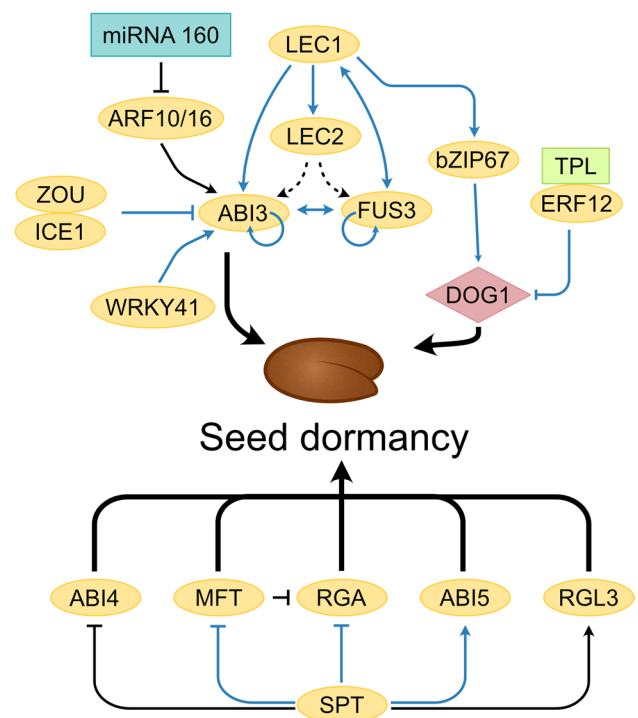 miRNA 160
LEC1
ARF10/16
LEC2
bZIP67
TPL
ZOU
ICE1
ABI3
FUS3
ERF12
WRKY41
DOG1
Seed dormancy
ABI4
MFT
RGA
ABI5
RGL3
SPT